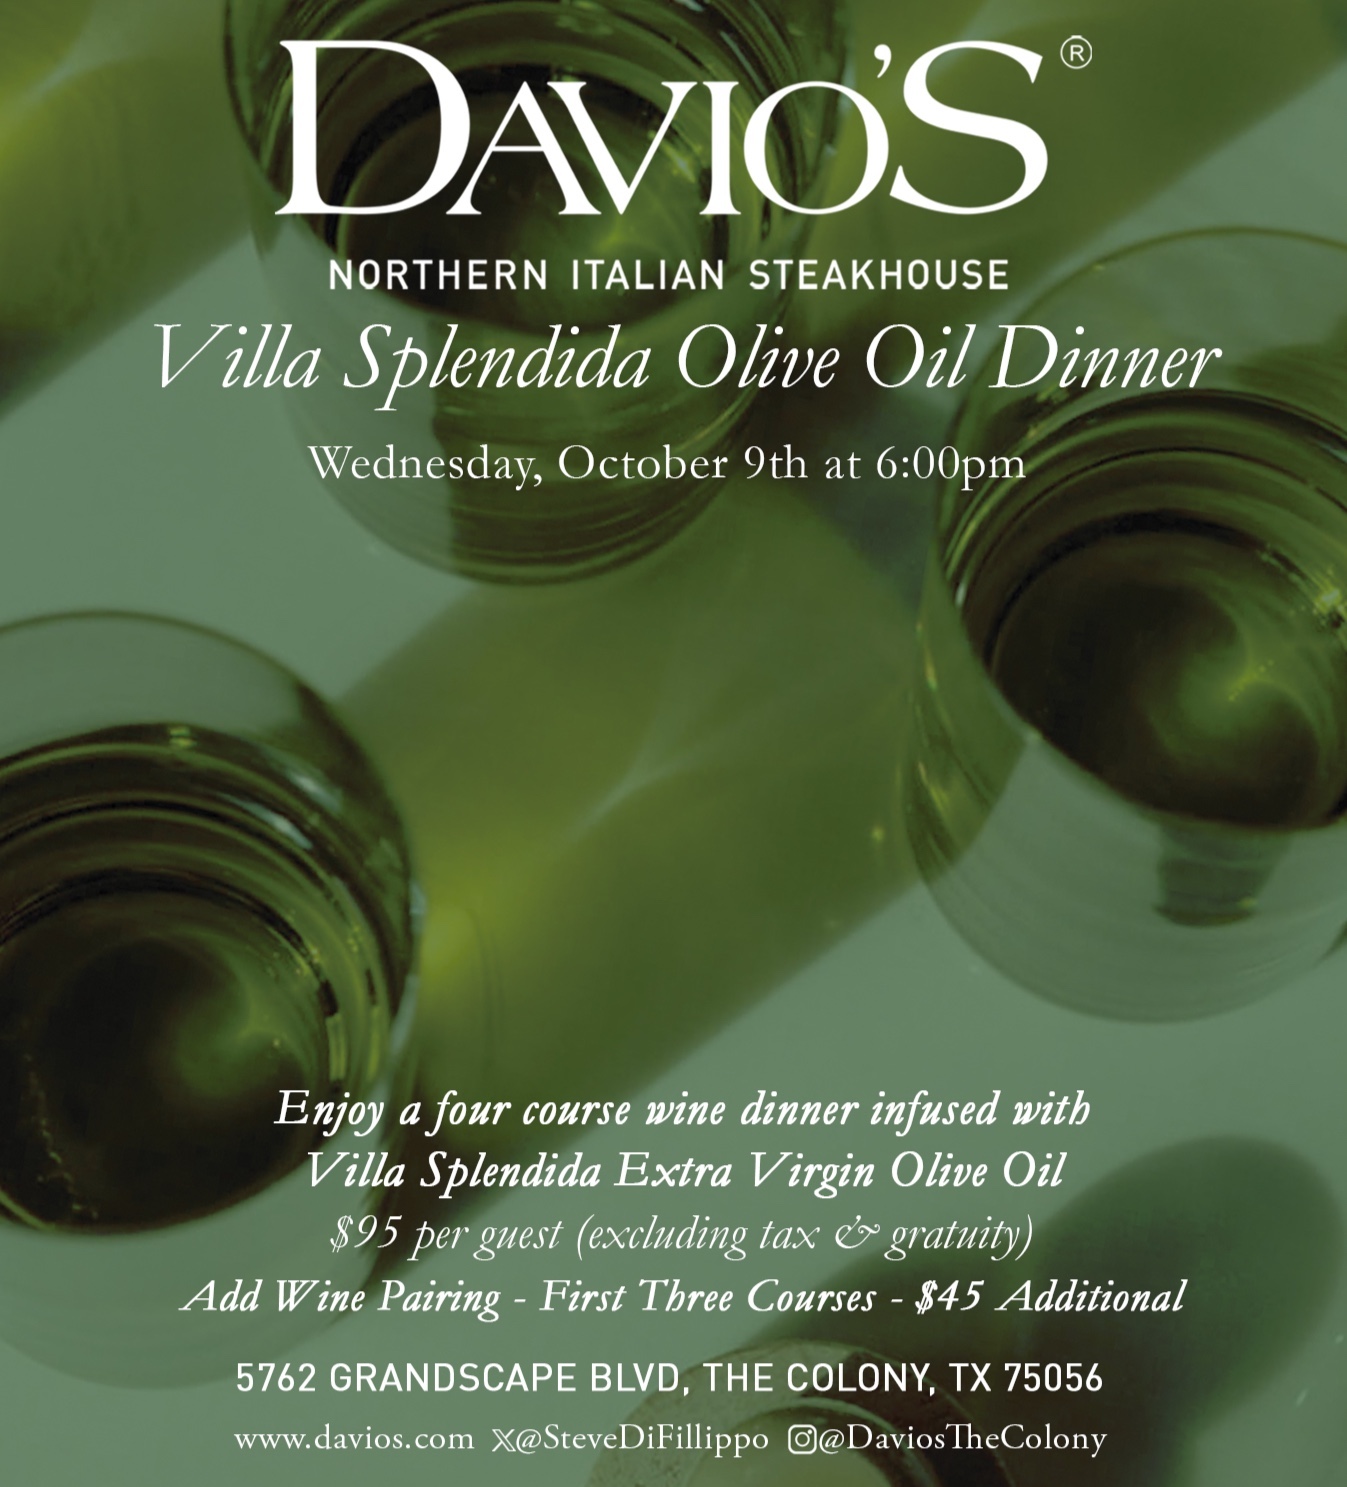 DAVIO'S®
NORTHERN ITALIAN STEAKHOUSE
Villa Splendida Olive Oil Dinner
Wednesday, October 9th at 6:00pm
Enjoy a four course wine dinner infused with
Villa Splendida Extra Virgin Olive Oil
$95 per guest (excluding tax & gratuity)
Add Wine Pairing - First Three Courses - $45 Additional
5762 GRANDSCAPE BLVD, THE COLONY, TX 75056
www.davios.com 𝕏@SteveDiFillippo @DaviosTheColony